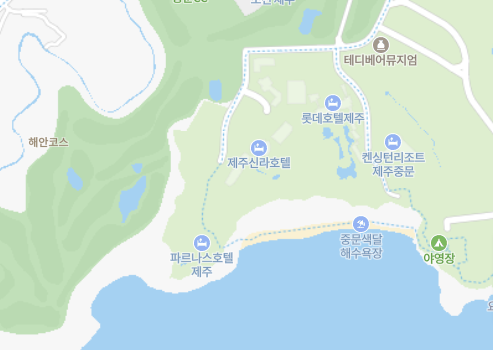 테디베어뮤지엄
롯데호텔제주
해안코스
제주신라호텔
켄싱턴리조트
제주중문
중문색달
해수욕장
파르나스호텔
제주
야영장